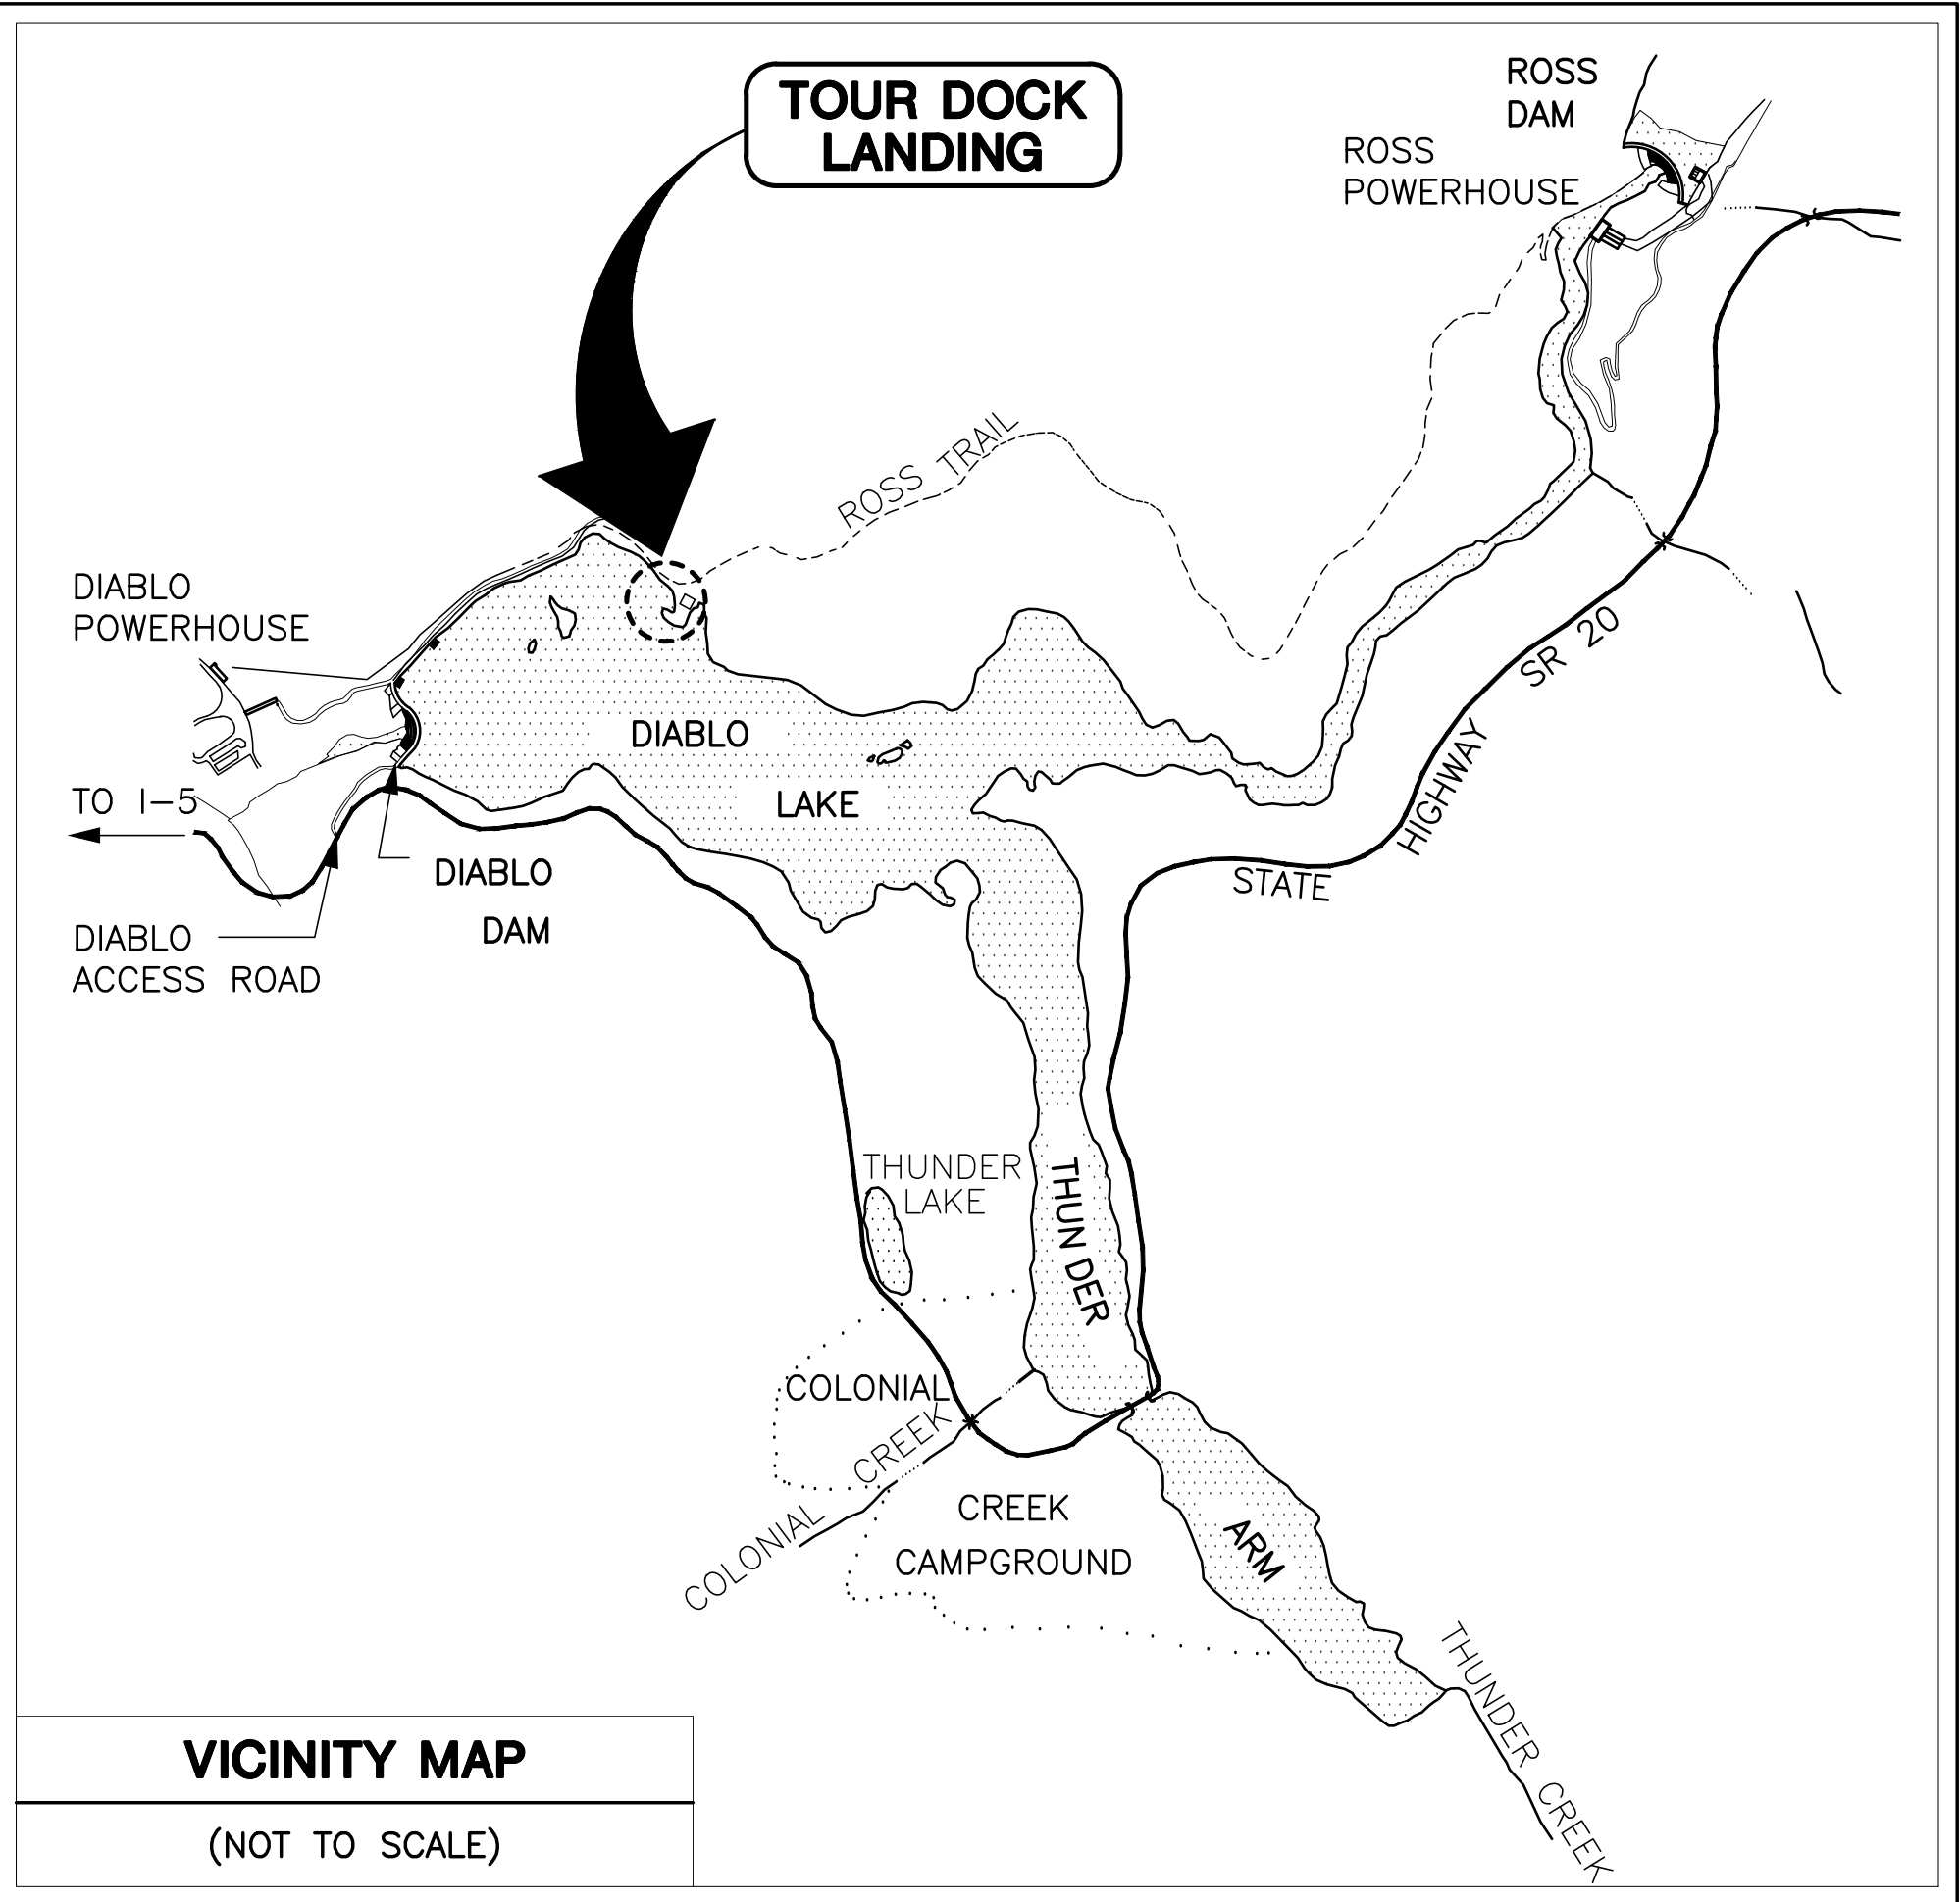 TOUR DOCK
LANDING
ROSS
DAM
ROSS
POWERHOUSE
ROSS TRAIL
DIABLO
POWERHOUSE
DIABLO
LAKE
TO I-5
DIABLO
DAM
DIABLO
ACCESS ROAD
STATE HIGHWAY SR 20
THUNDER
LAKE
THUNDER
ARM
COLONIAL
CREEK
CAMPGROUND
COLONIAL CREEK
THUNDER CREEK
VICINITY MAP
(NOT TO SCALE)